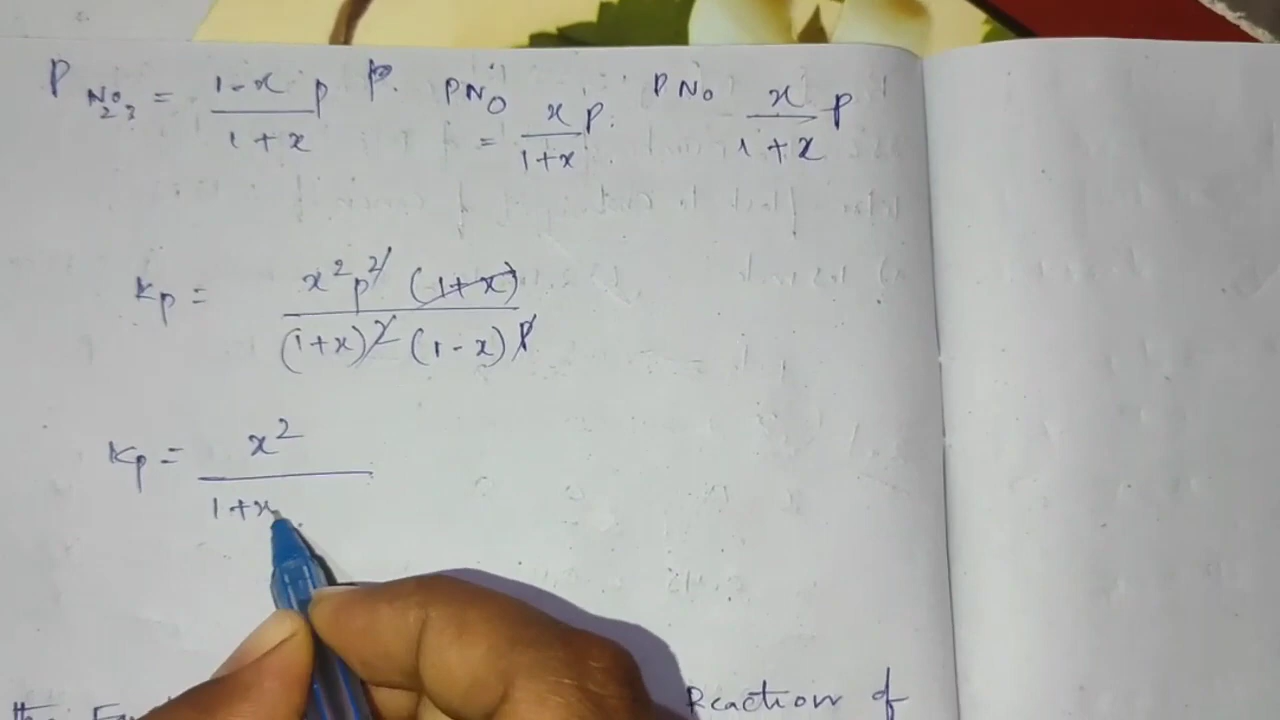 P N₂O₃ = 1-x / 1+x p p. PNO = x / 1+x p. PNO x / 1+x p
Kp = x² p² (1+x) / (1+x)² (1-x) p
Kp = x² / 1+x
the Reaction of